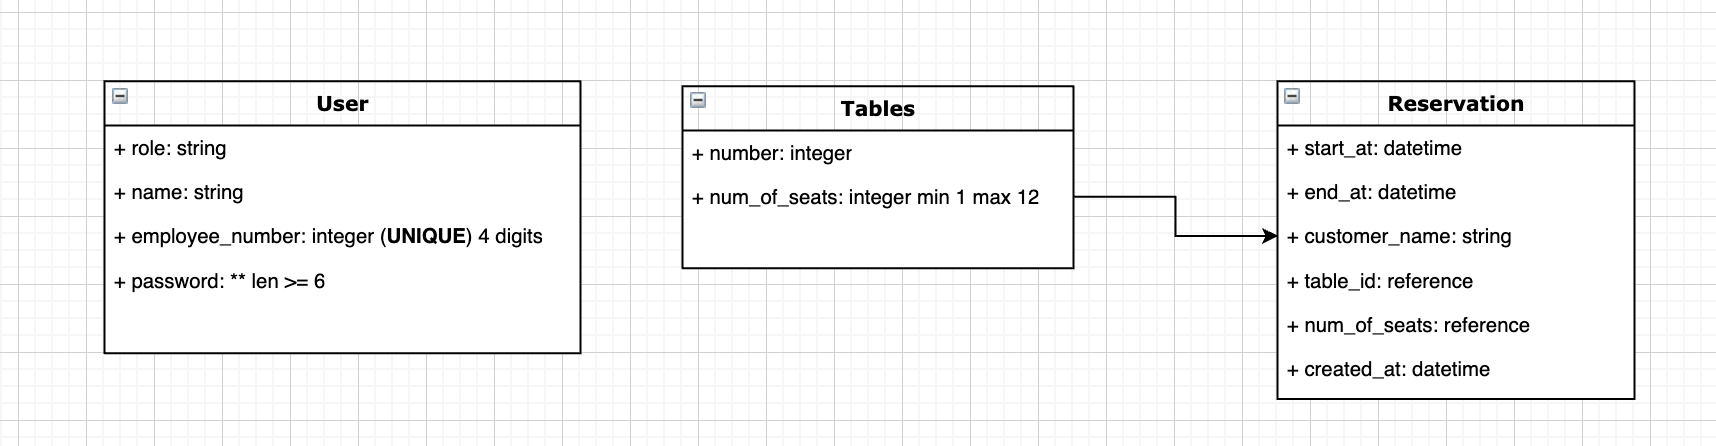 User
+ role: string
+ name: string
+ employee_number: integer (UNIQUE) 4 digits
+ password: ** len >= 6
Tables
+ number: integer
+ num_of_seats: integer min 1 max 12
Reservation
+ start_at: datetime
+ end_at: datetime
+ customer_name: string
+ table_id: reference
+ num_of_seats: reference
+ created_at: datetime